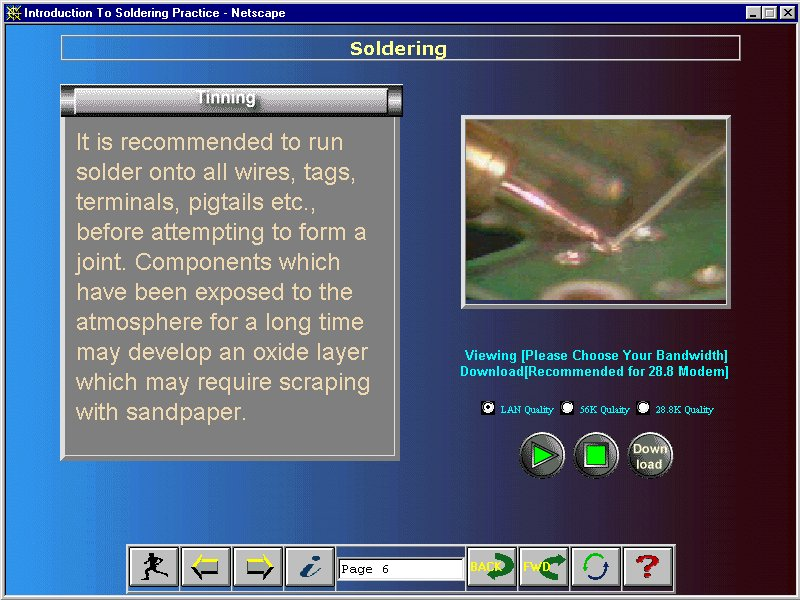 Introduction To Soldering Practice - Netscape
Soldering
Tinning
It is recommended to run
solder onto all wires, tags,
terminals, pigtails etc.,
before attempting to form a
joint. Components which
have been exposed to the
atmosphere for a long time
may develop an oxide layer
which may require scraping
with sandpaper.
Viewing [Please Choose Your Bandwidth]
Download[Recommended for 28.8 Modem]
LAN Quality 56K Qulaity 28.8K Quality
Down
load
i Page 6 BACK FWD ?